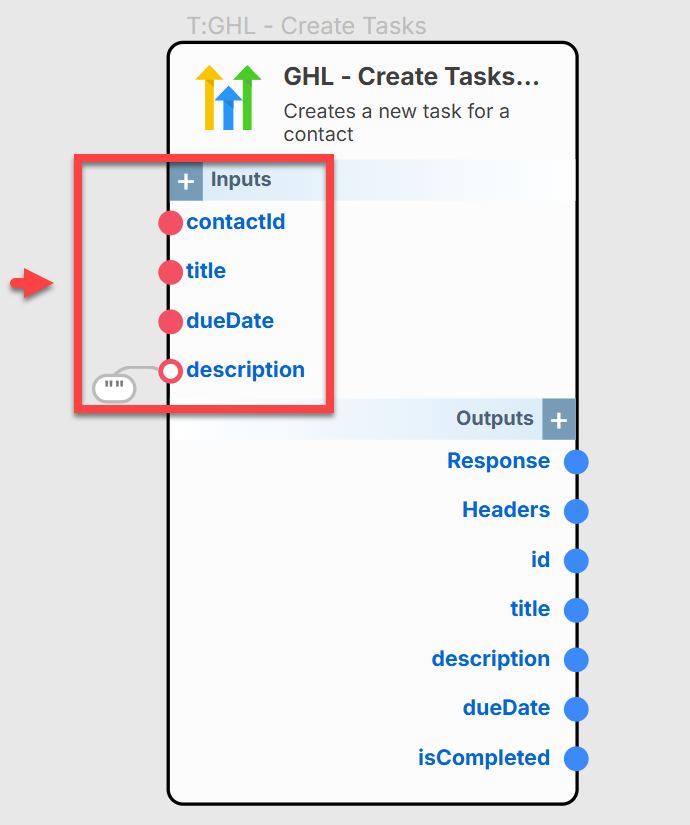 T:GHL - Create Tasks
GHL - Create Tasks...
Creates a new task for a
contact
+ Inputs
contactId
title
dueDate
description
""
Outputs +
Response
Headers
id
title
description
dueDate
isCompleted